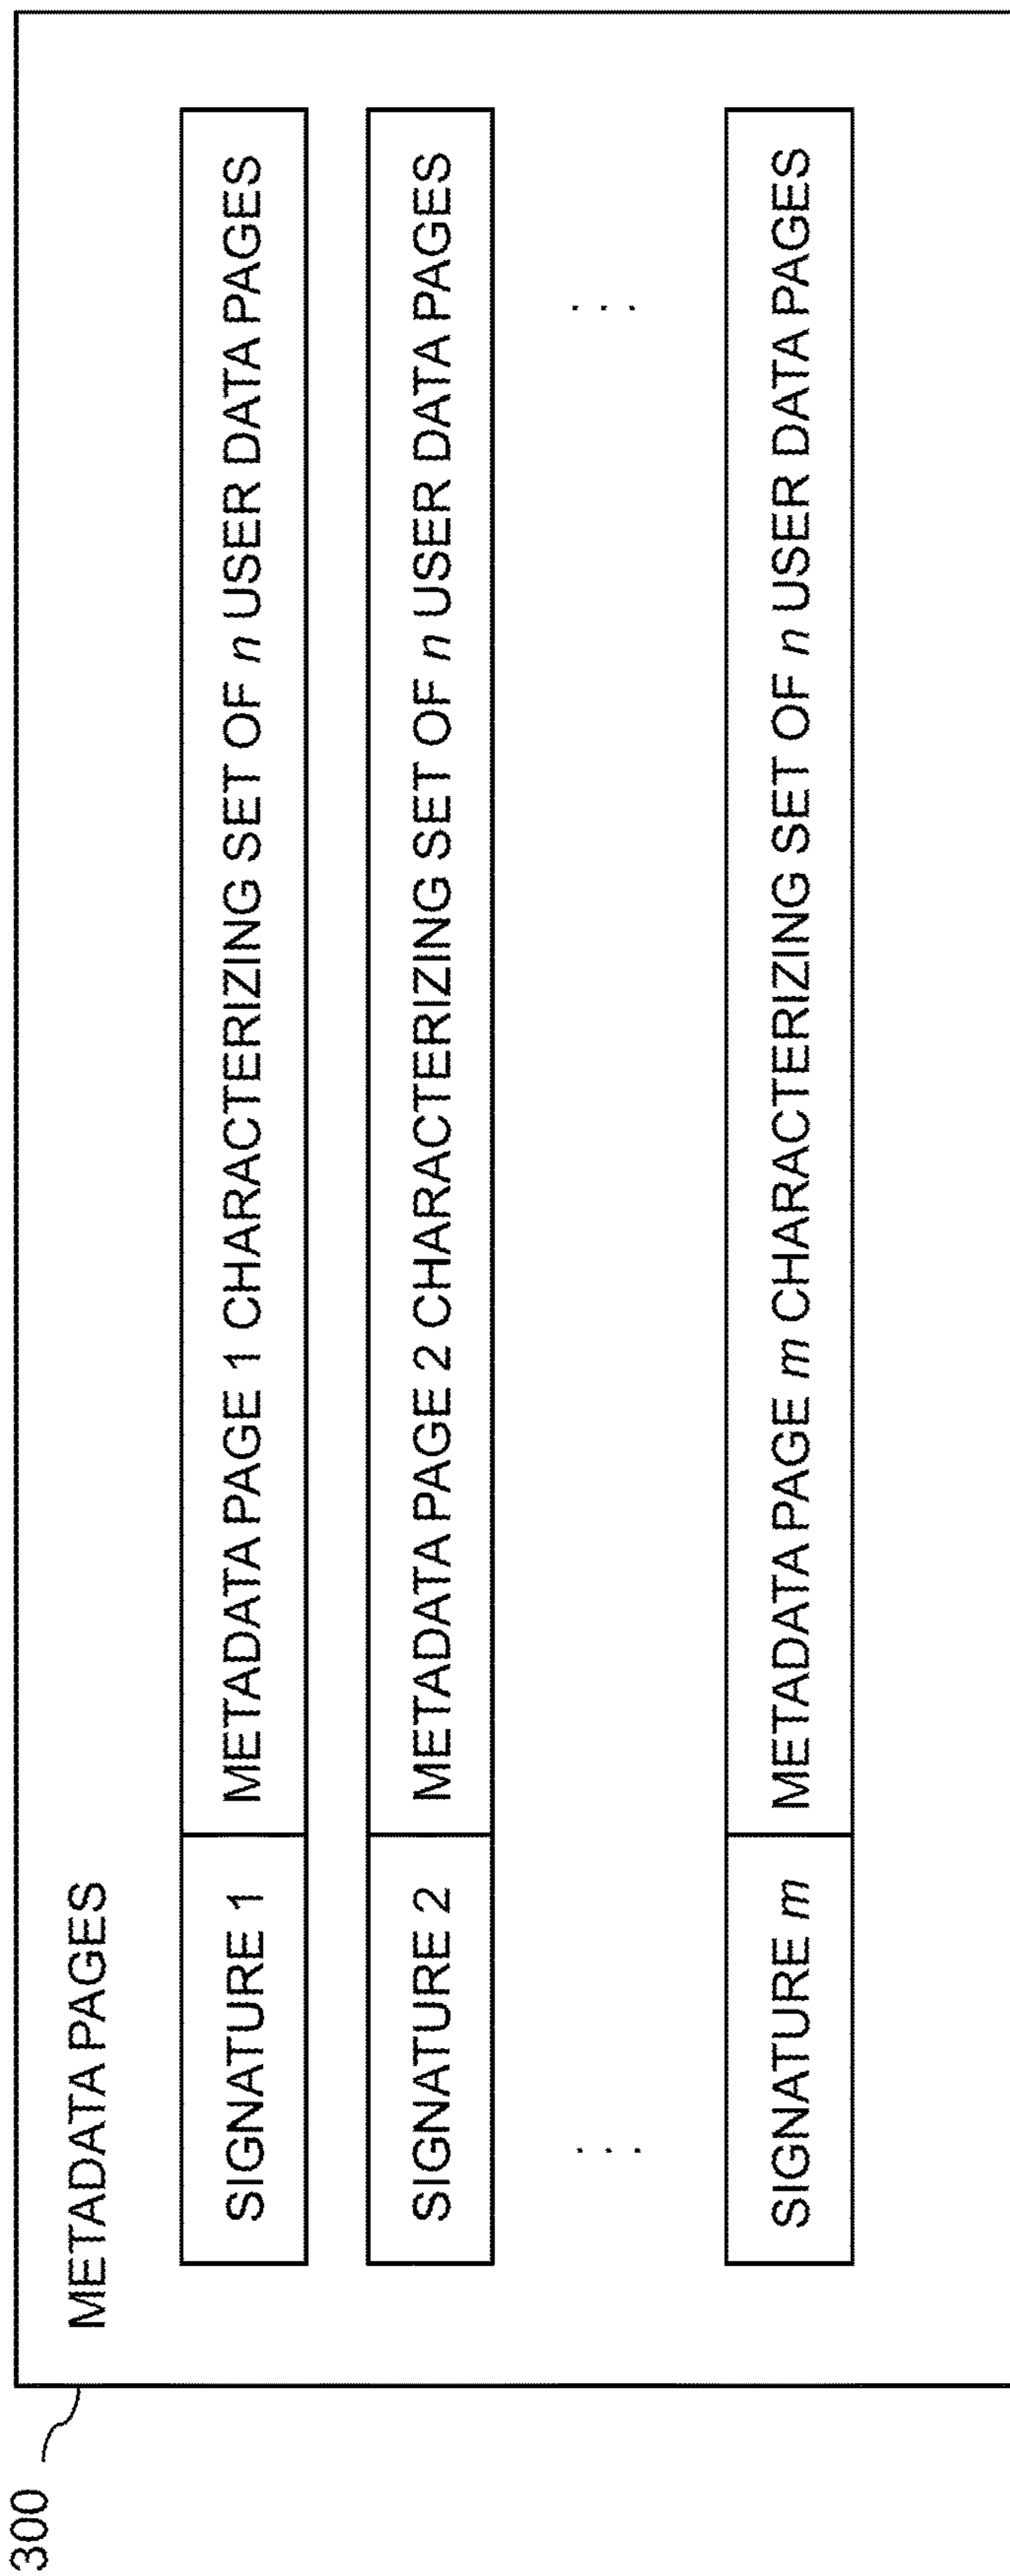 300
METADATA PAGES
SIGNATURE 1 METADATA PAGE 1 CHARACTERIZING SET OF n USER DATA PAGES
SIGNATURE 2 METADATA PAGE 2 CHARACTERIZING SET OF n USER DATA PAGES
. . . . . .
SIGNATURE m METADATA PAGE m CHARACTERIZING SET OF n USER DATA PAGES